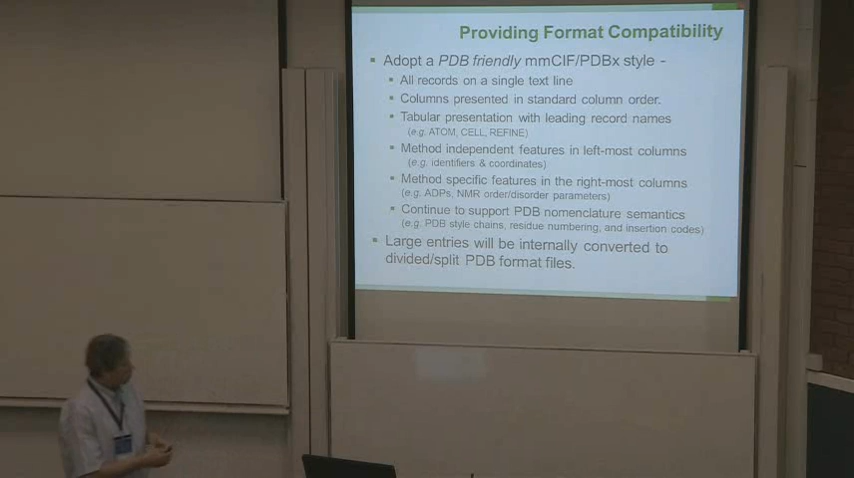 Providing Format Compatibility
Adopt a PDB friendly mmCIF/PDBx style -
All records on a single text line
Columns presented in standard column order.
Tabular presentation with leading record names
(e.g. ATOM, CELL, REFINE)
Method independent features in left-most columns
(e.g. identifiers & coordinates)
Method specific features in the right-most columns
(e.g. ADPs, NMR order/disorder parameters)
Continue to support PDB nomenclature semantics
(e.g. PDB style chains, residue numbering, and insertion codes)
Large entries will be internally converted to
divided/split PDB format files.